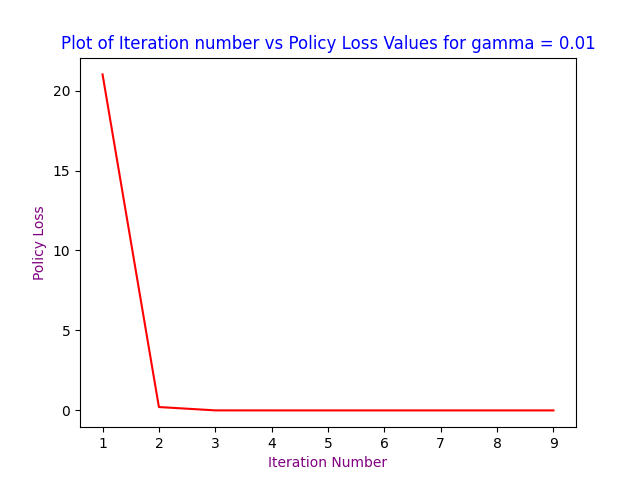 Plot of Iteration number vs Policy Loss Values for gamma = 0.01
20
15
10
5
0
Policy Loss
1 2 3 4 5 6 7 8 9
Iteration Number